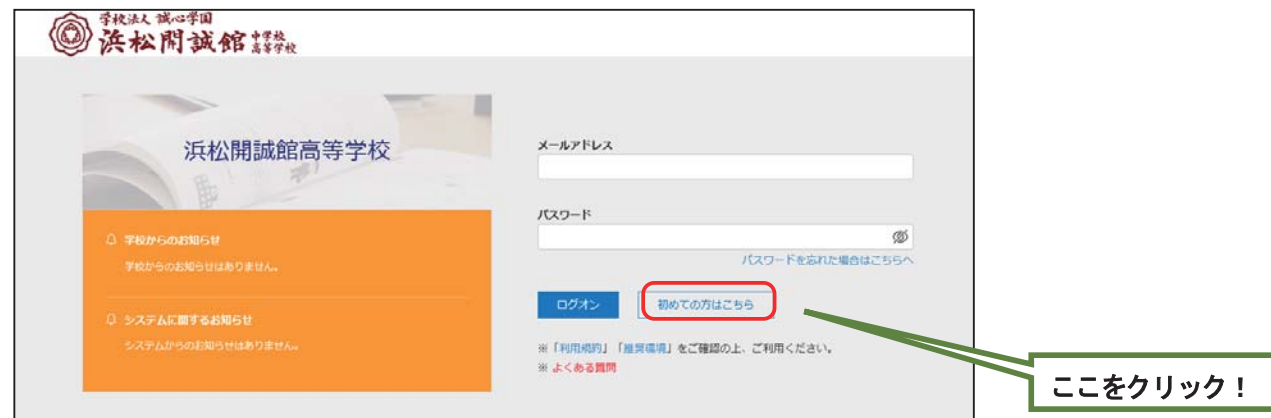 学校法人 誠心学園
浜松開誠館 中学校 高等学校
浜松開誠館高等学校
学校からのお知らせ
学校からのお知らせはありません。
システムに関するお知らせ
システムからのお知らせはありません。
メールアドレス
パスワード
パスワードを忘れた場合はこちらへ
ログオン
初めての方はこちら
※「利用規約」「推奨環境」をご確認の上、ご利用ください。
※ よくある質問
ここをクリック！